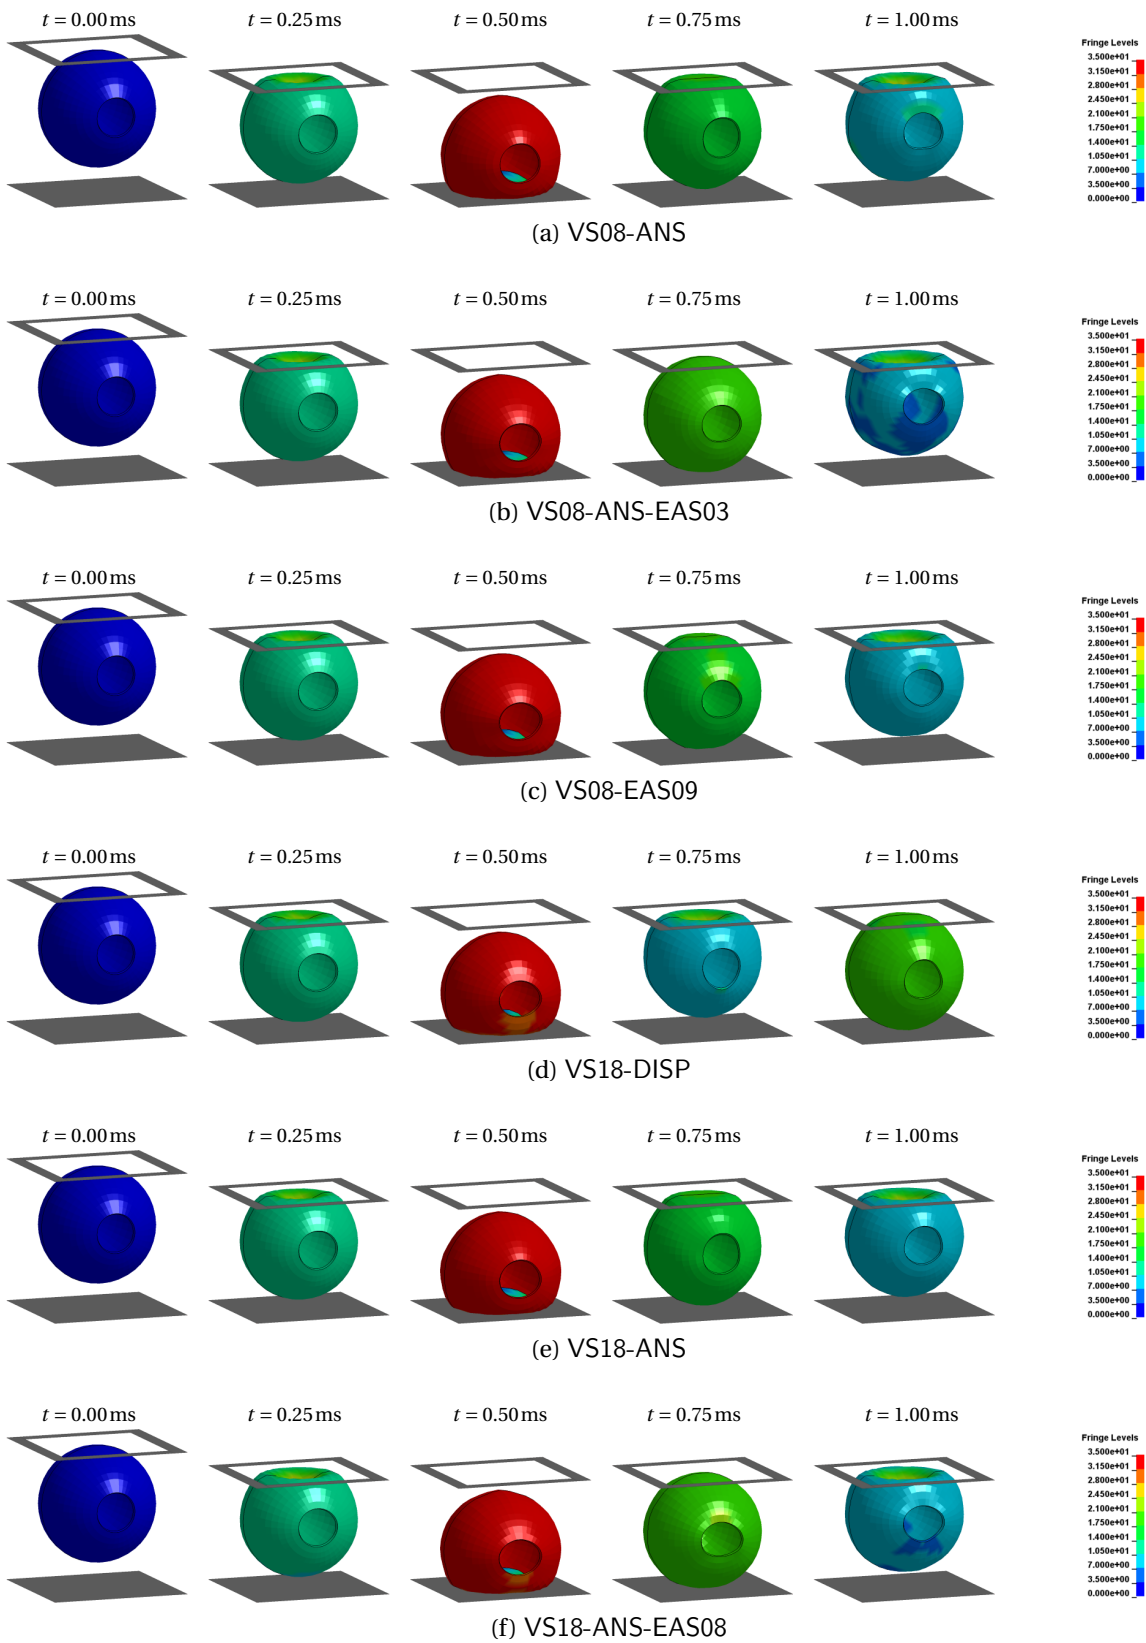 t = 0.00 ms t = 0.25 ms t = 0.50 ms t = 0.75 ms t = 1.00 ms
Fringe Levels
3.500e+01
3.150e+01
2.800e+01
2.450e+01
2.100e+01
1.750e+01
1.400e+01
1.050e+01
7.000e+00
3.500e+00
0.000e+00
(a) VS08-ANS
t = 0.00 ms t = 0.25 ms t = 0.50 ms t = 0.75 ms t = 1.00 ms
Fringe Levels
3.500e+01
3.150e+01
2.800e+01
2.450e+01
2.100e+01
1.750e+01
1.400e+01
1.050e+01
7.000e+00
3.500e+00
0.000e+00
(b) VS08-ANS-EAS03
t = 0.00 ms t = 0.25 ms t = 0.50 ms t = 0.75 ms t = 1.00 ms
Fringe Levels
3.500e+01
3.150e+01
2.800e+01
2.450e+01
2.100e+01
1.750e+01
1.400e+01
1.050e+01
7.000e+00
3.500e+00
0.000e+00
(c) VS08-EAS09
t = 0.00 ms t = 0.25 ms t = 0.50 ms t = 0.75 ms t = 1.00 ms
Fringe Levels
3.500e+01
3.150e+01
2.800e+01
2.450e+01
2.100e+01
1.750e+01
1.400e+01
1.050e+01
7.000e+00
3.500e+00
0.000e+00
(d) VS18-DISP
t = 0.00 ms t = 0.25 ms t = 0.50 ms t = 0.75 ms t = 1.00 ms
Fringe Levels
3.500e+01
3.150e+01
2.800e+01
2.450e+01
2.100e+01
1.750e+01
1.400e+01
1.050e+01
7.000e+00
3.500e+00
0.000e+00
(e) VS18-ANS
t = 0.00 ms t = 0.25 ms t = 0.50 ms t = 0.75 ms t = 1.00 ms
Fringe Levels
3.500e+01
3.150e+01
2.800e+01
2.450e+01
2.100e+01
1.750e+01
1.400e+01
1.050e+01
7.000e+00
3.500e+00
0.000e+00
(f) VS18-ANS-EAS08